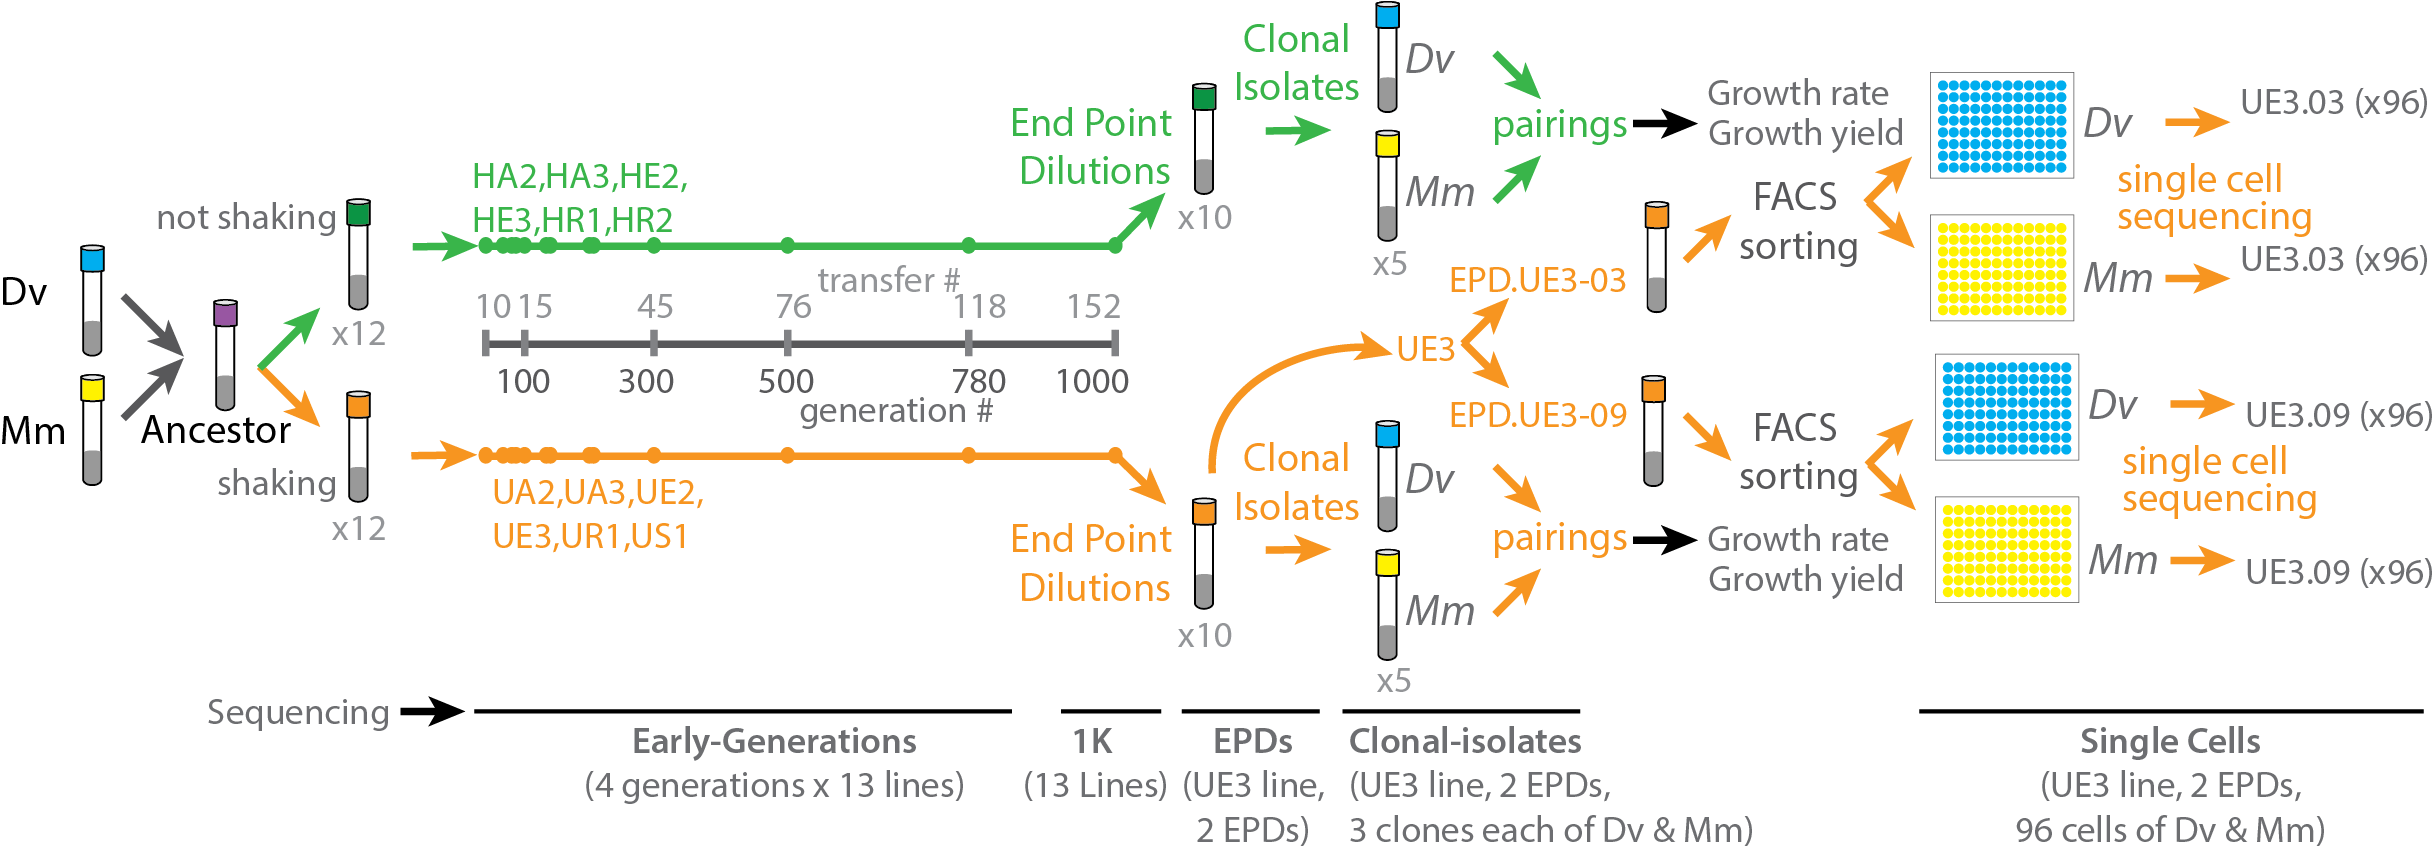 Dv
Mm
Ancestor
not shaking
x12
shaking
x12
HA2,HA3,HE2,
HE3,HR1,HR2
transfer #
10 15 45 76 118 152
100 300 500 780 1000
generation #
UA2,UA3,UE2,
UE3,UR1,US1
End Point
Dilutions
x10
End Point
Dilutions
x10
Clonal
Isolates
Dv
Mm
x5
pairings
Growth rate
Growth yield
UE3
EPD.UE3-03
EPD.UE3-09
Clonal
Isolates
Dv
Mm
x5
pairings
Growth rate
Growth yield
FACS
sorting
Dv
UE3.03 (x96)
single cell
sequencing
Mm
UE3.03 (x96)
FACS
sorting
Dv
UE3.09 (x96)
single cell
sequencing
Mm
UE3.09 (x96)
Sequencing
Early-Generations
(4 generations x 13 lines)
1K
(13 Lines)
EPDs
(UE3 line,
2 EPDs)
Clonal-isolates
(UE3 line, 2 EPDs,
3 clones each of Dv & Mm)
Single Cells
(UE3 line, 2 EPDs,
96 cells of Dv & Mm)